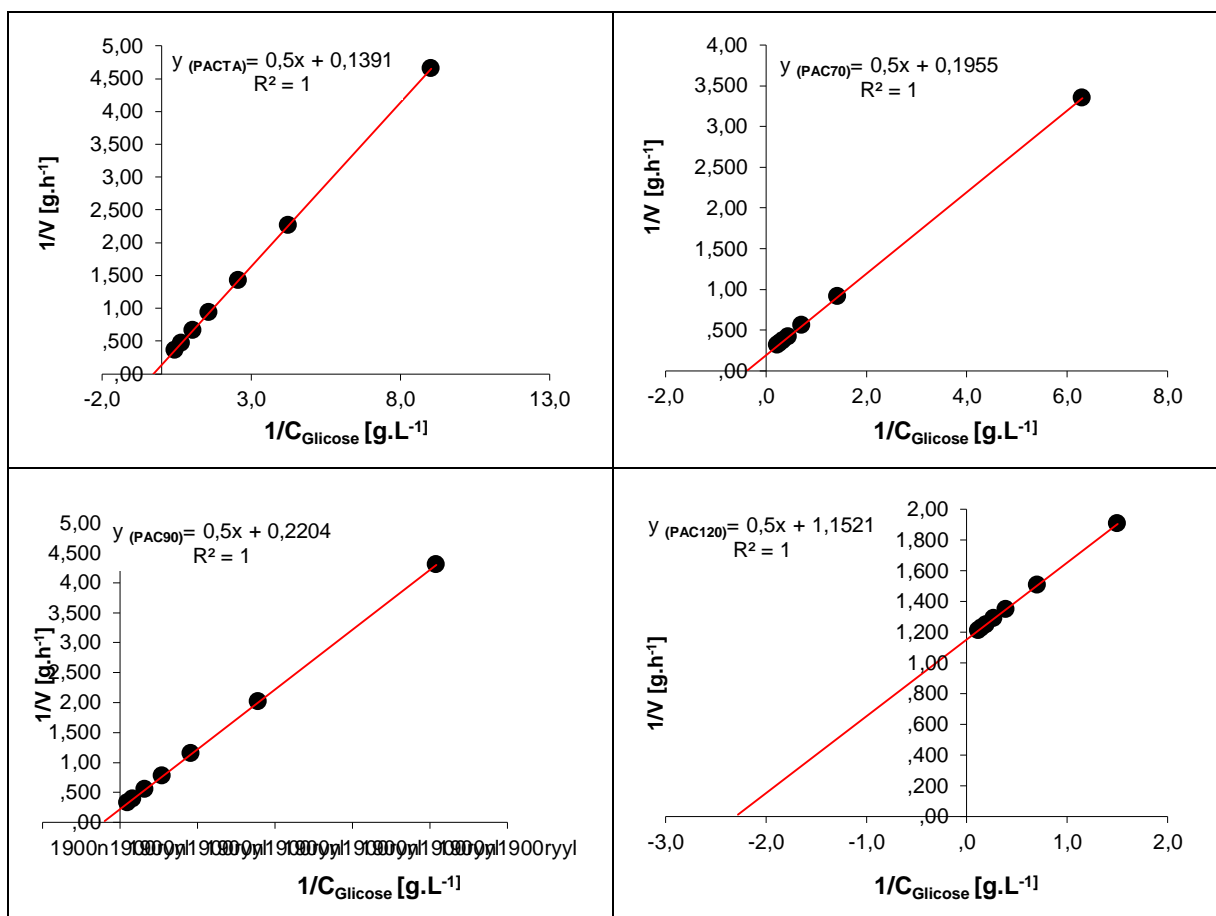 y (PACTA)= 0,5x + 0,1391
R² = 1
5,00
4,500
4,00
3,500
3,00
2,500
2,00
1,500
1,00
,500
,00
-2,0 3,0 8,0 13,0
1/V [g.h-1]
1/CGlicose [g.L-1]
y (PAC70)= 0,5x + 0,1955
R² = 1
4,00
3,500
3,00
2,500
2,00
1,500
1,00
,500
,00
-2,0 ,0 2,0 4,0 6,0 8,0
1/V [g.h-1]
1/CGlicose [g.L-1]
y (PAC90)= 0,5x + 0,2204
R² = 1
5,00
4,500
4,00
3,500
3,00
2,500
2,00
1,500
1,00
,500
,00
1/V [g.h-1]
1/CGlicose [g.L-1]
y (PAC120)= 0,5x + 1,1521
R² = 1
2,00
1,800
1,600
1,400
1,200
1,00
,800
,600
,400
,200
,00
-3,0 -2,0 -1,0 ,0 1,0 2,0
1/V [g.h-1]
1/CGlicose [g.L-1]